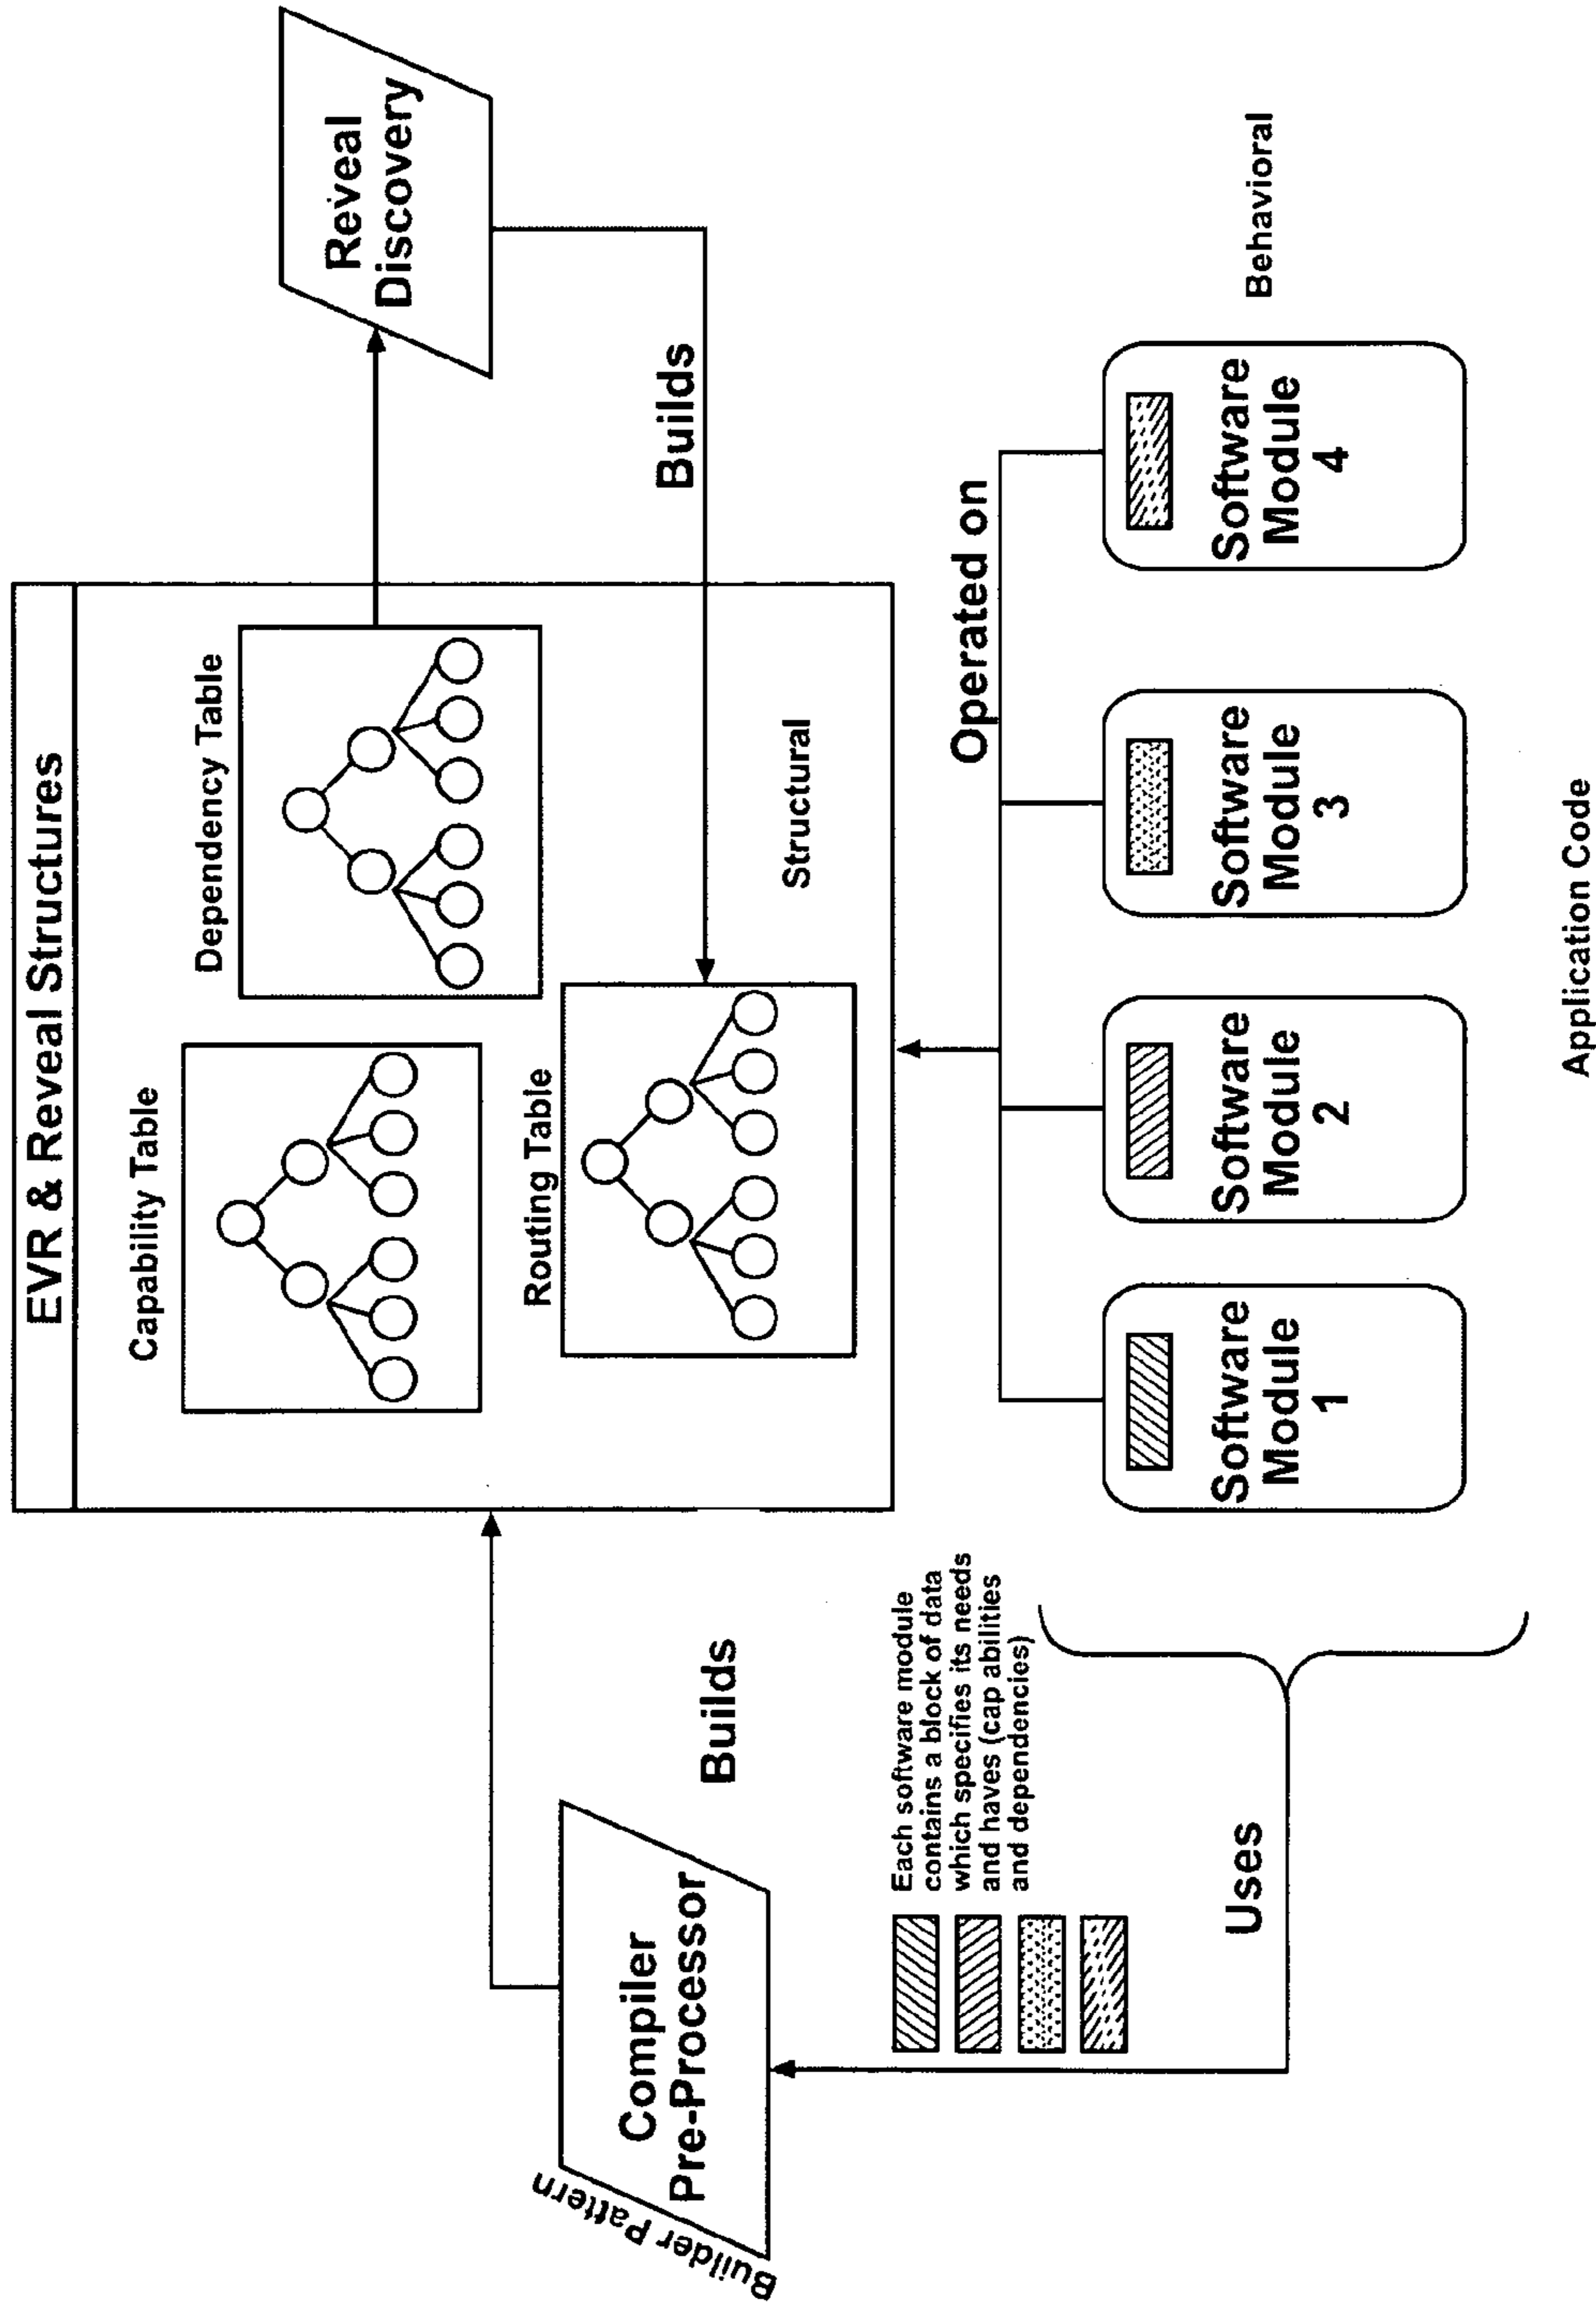 EVR & Reveal Structures
Capability Table
Dependency Table
Reveal
Discovery
Routing Table
Builds
Structural
Compiler
Pre-Processor
Builder Pattern
Builds
Each software module
contains a block of data
which specifies its needs
and haves (cap abilities
and dependencies)
Operated on
Uses
Software
Module
1
Software
Module
2
Software
Module
3
Software
Module
4
Behavioral
Application Code